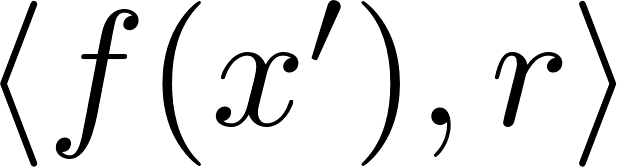 ⟨f(x′), r⟩